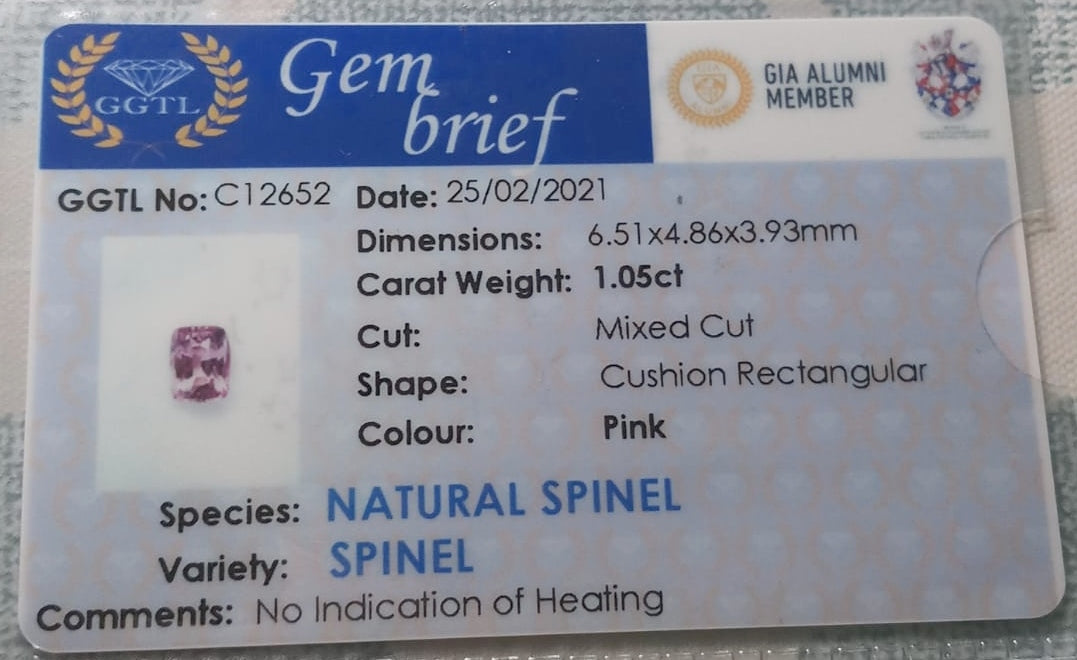 GGTL
Gem
brief
GIA ALUMNI
MEMBER
GGTL No: C12652 Date: 25/02/2021
Dimensions: 6.51x4.86x3.93mm
Carat Weight: 1.05ct
Cut: Mixed Cut
Shape: Cushion Rectangular
Colour: Pink
Species: NATURAL SPINEL
Variety: SPINEL
Comments: No Indication of Heating